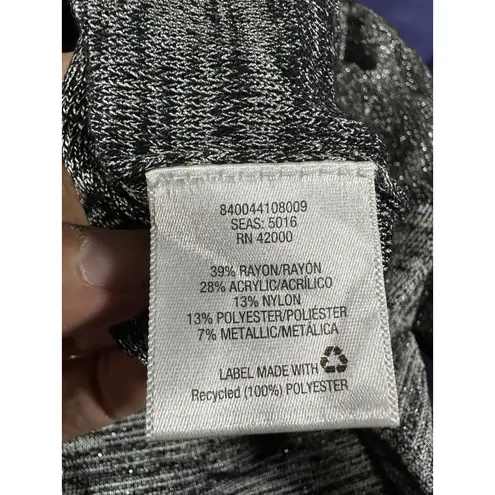 840044108009
SEAS: 5016
RN 42000
39% RAYON/RAYÓN
28% ACRYLIC/ACRÍLICO
13% NYLON
13% POLYESTER/POLIÉSTER
7% METALLIC/METÁLICA
LABEL MADE WITH
Recycled (100%) POLYESTER